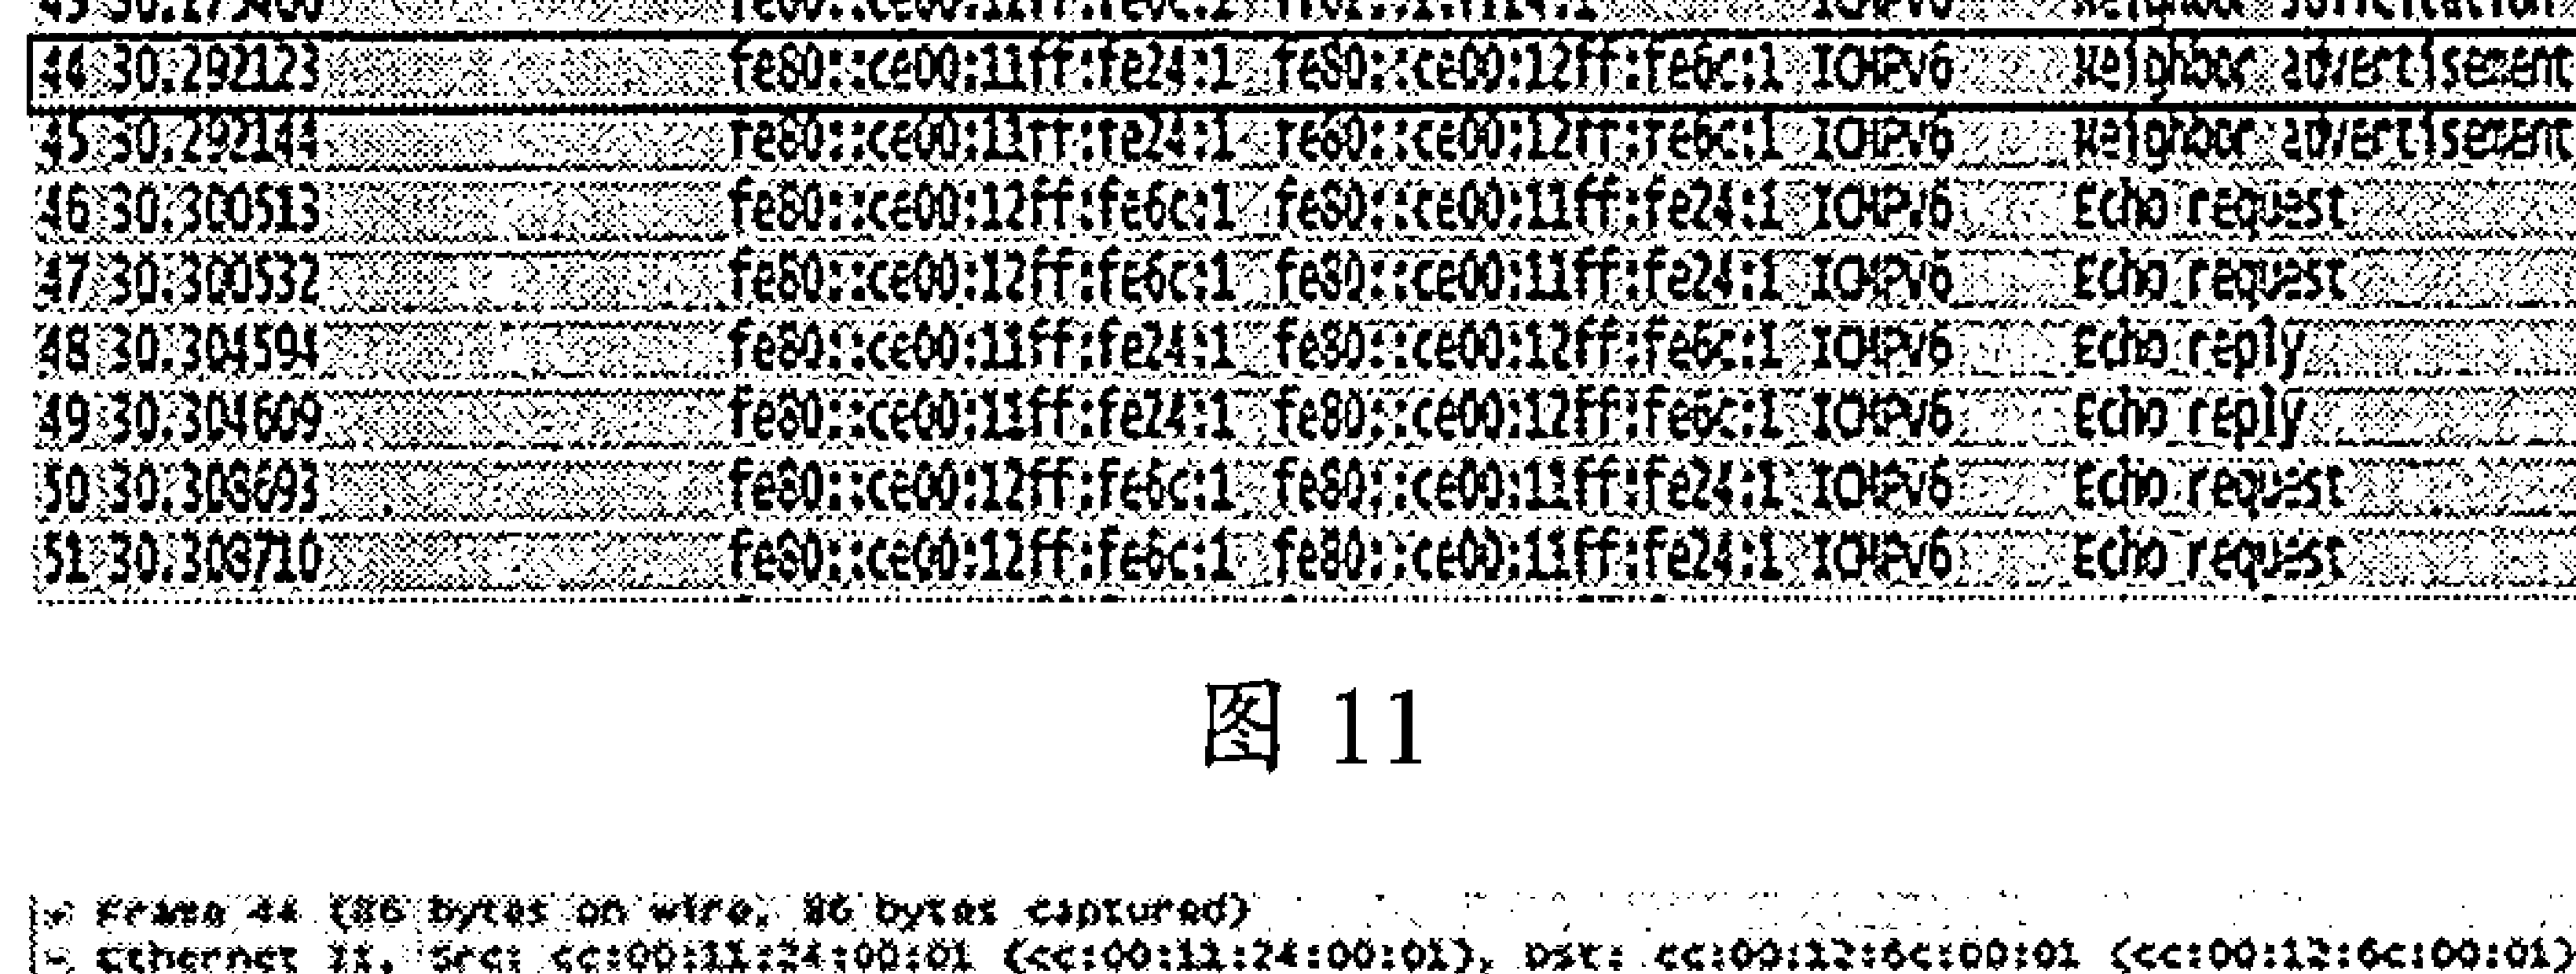 44 30.292123 fe80::ce00:11ff:fe24:1 fe80::ce00:12ff:fe6c:1 ICMPv6 Neighbor advertisement
45 30.292144 fe80::ce00:11ff:fe24:1 fe80::ce00:12ff:fe6c:1 ICMPv6 Neighbor advertisement
46 30.300513 fe80::ce00:12ff:fe6c:1 fe80::ce00:11ff:fe24:1 ICMPv6 Echo request
47 30.300532 fe80::ce00:12ff:fe6c:1 fe80::ce00:11ff:fe24:1 ICMPv6 Echo request
48 30.304594 fe80::ce00:11ff:fe24:1 fe80::ce00:12ff:fe6c:1 ICMPv6 Echo reply
49 30.304609 fe80::ce00:11ff:fe24:1 fe80::ce00:12ff:fe6c:1 ICMPv6 Echo reply
50 30.308693 fe80::ce00:12ff:fe6c:1 fe80::ce00:11ff:fe24:1 ICMPv6 Echo request
51 30.308710 fe80::ce00:12ff:fe6c:1 fe80::ce00:11ff:fe24:1 ICMPv6 Echo request
图 11
Frame 44 (86 bytes on wire, 86 bytes captured)
Ethernet II, Src: cc:00:11:24:00:01 (cc:00:11:24:00:01), Dst: cc:00:12:6c:00:01 (cc:00:12:6c:00:01)